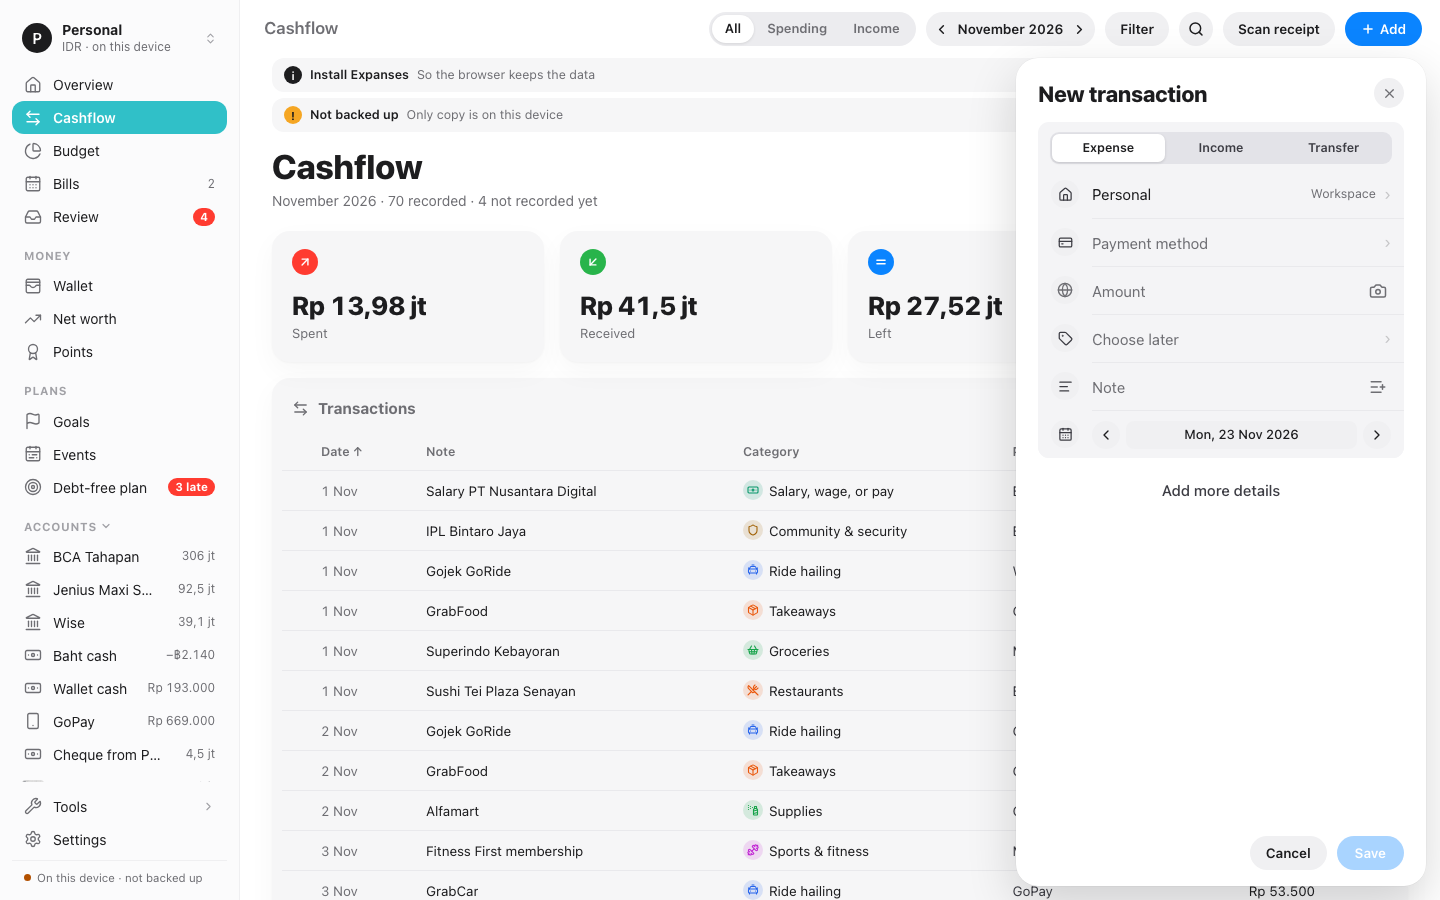 P
Personal
IDR · on this device
Overview
Cashflow
Budget
Bills 2
Review 4
MONEY
Wallet
Net worth
Points
PLANS
Goals
Events
Debt-free plan 3 late
ACCOUNTS
BCA Tahapan 306 jt
Jenius Maxi S... 92,5 jt
Wise 39,1 jt
Baht cash −฿2.140
Wallet cash Rp 193.000
GoPay Rp 669.000
Cheque from P... 4,5 jt
Tools
Settings
On this device · not backed up
Cashflow
All Spending Income
November 2026
Filter
Scan receipt
+ Add
Install Expanses So the browser keeps the data
Not backed up Only copy is on this device
Cashflow
November 2026 · 70 recorded · 4 not recorded yet
Rp 13,98 jt
Spent
Rp 41,5 jt
Received
Rp 27,52 jt
Left
Transactions
Date ↑ Note Category
1 Nov Salary PT Nusantara Digital Salary, wage, or pay
1 Nov IPL Bintaro Jaya Community & security
1 Nov Gojek GoRide Ride hailing
1 Nov GrabFood Takeaways
1 Nov Superindo Kebayoran Groceries
1 Nov Sushi Tei Plaza Senayan Restaurants
2 Nov Gojek GoRide Ride hailing
2 Nov GrabFood Takeaways
2 Nov Alfamart Supplies
3 Nov Fitness First membership Sports & fitness
3 Nov GrabCar Ride hailing GoPay Rp 53.500
New transaction
Expense Income Transfer
Personal Workspace
Payment method
Amount
Choose later
Note
Mon, 23 Nov 2026
Add more details
Cancel Save